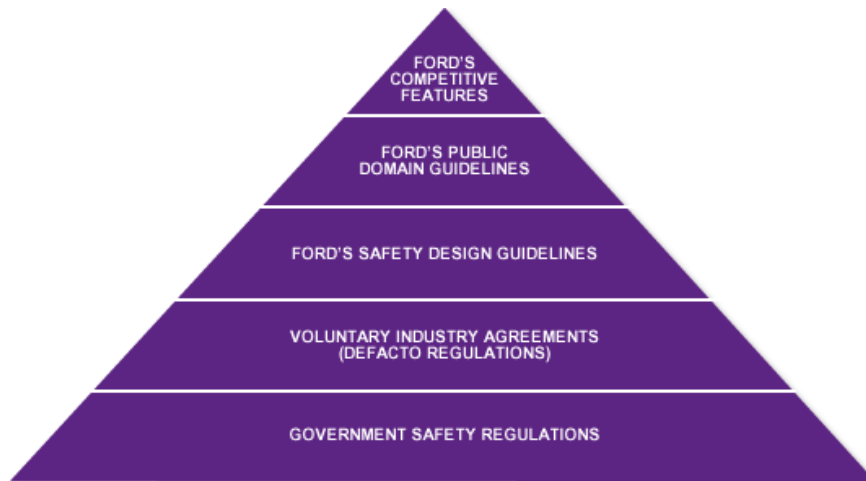 FORD'S
COMPETITIVE
FEATURES
FORD'S PUBLIC
DOMAIN GUIDELINES
FORD'S SAFETY DESIGN GUIDELINES
VOLUNTARY INDUSTRY AGREEMENTS
(DEFACTO REGULATIONS)
GOVERNMENT SAFETY REGULATIONS